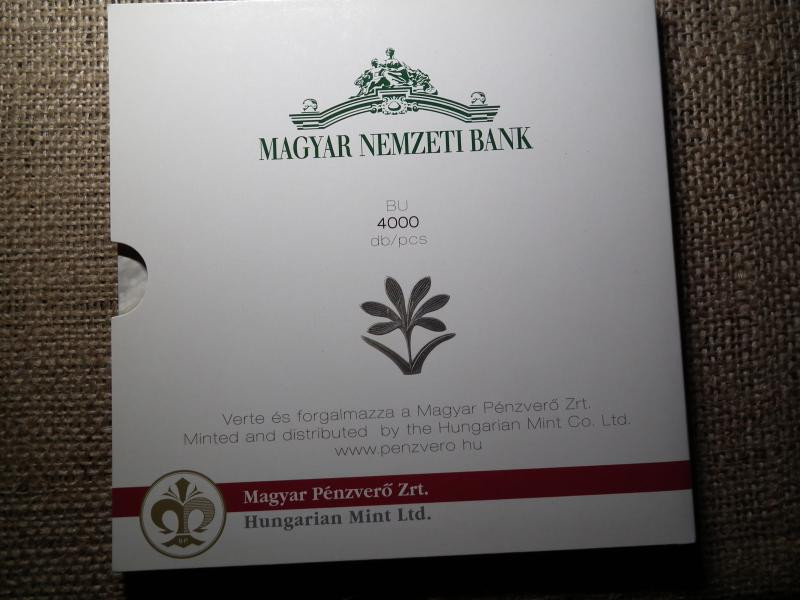 MAGYAR NEMZETI BANK
BU
4000
db/pcs
Verte és forgalmazza a Magyar Pénzverő Zrt.
Minted and distributed by the Hungarian Mint Co. Ltd.
www.penzvero.hu
Magyar Pénzverő Zrt.
Hungarian Mint Ltd.
BP